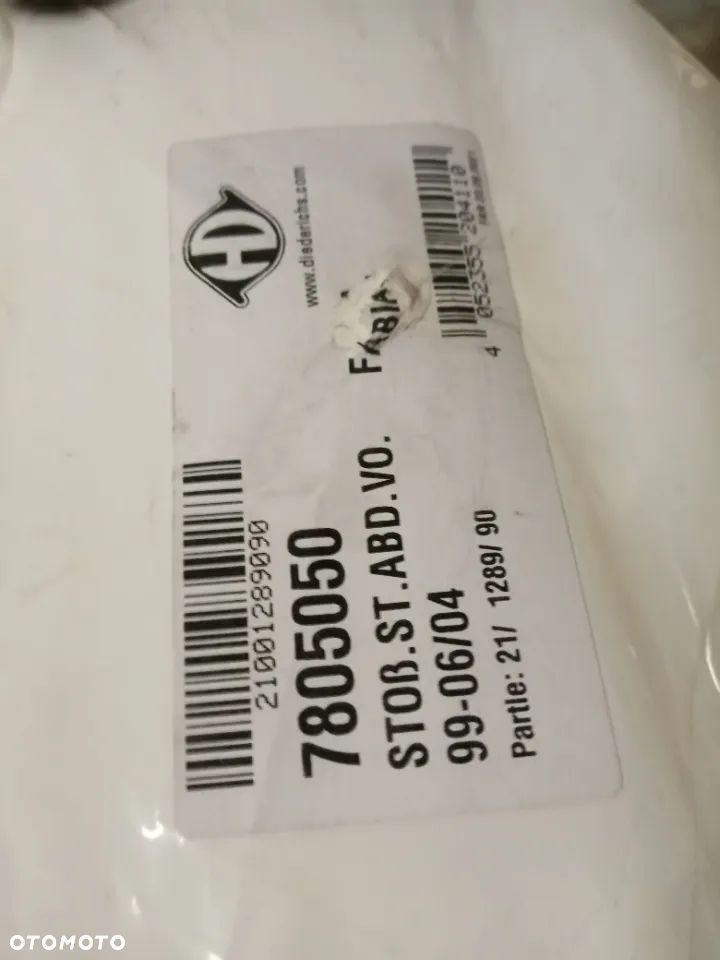 HD
www.diederichs.com
4 052355 204110
21001289090
7805050
STOß.ST.ABD.VO. FABIA
99-06/04
Partie: 21/ 1289/ 90
OTOMOTO